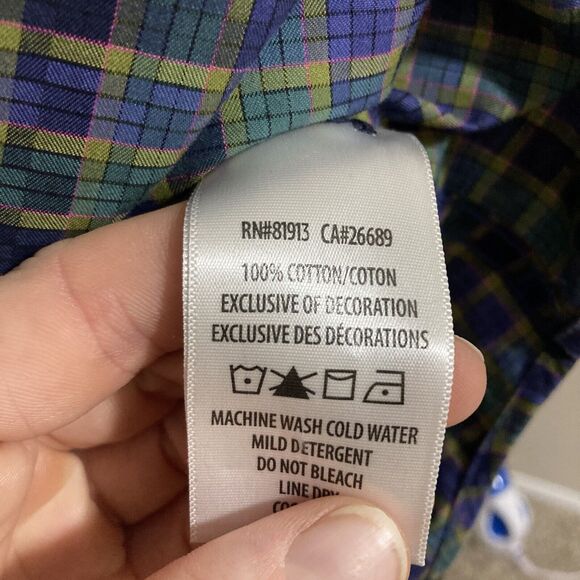 RN#81913 CA#26689
100% COTTON/COTON
EXCLUSIVE OF DECORATION
EXCLUSIVE DES DÉCORATIONS
MACHINE WASH COLD WATER
MILD DETERGENT
DO NOT BLEACH
LINE